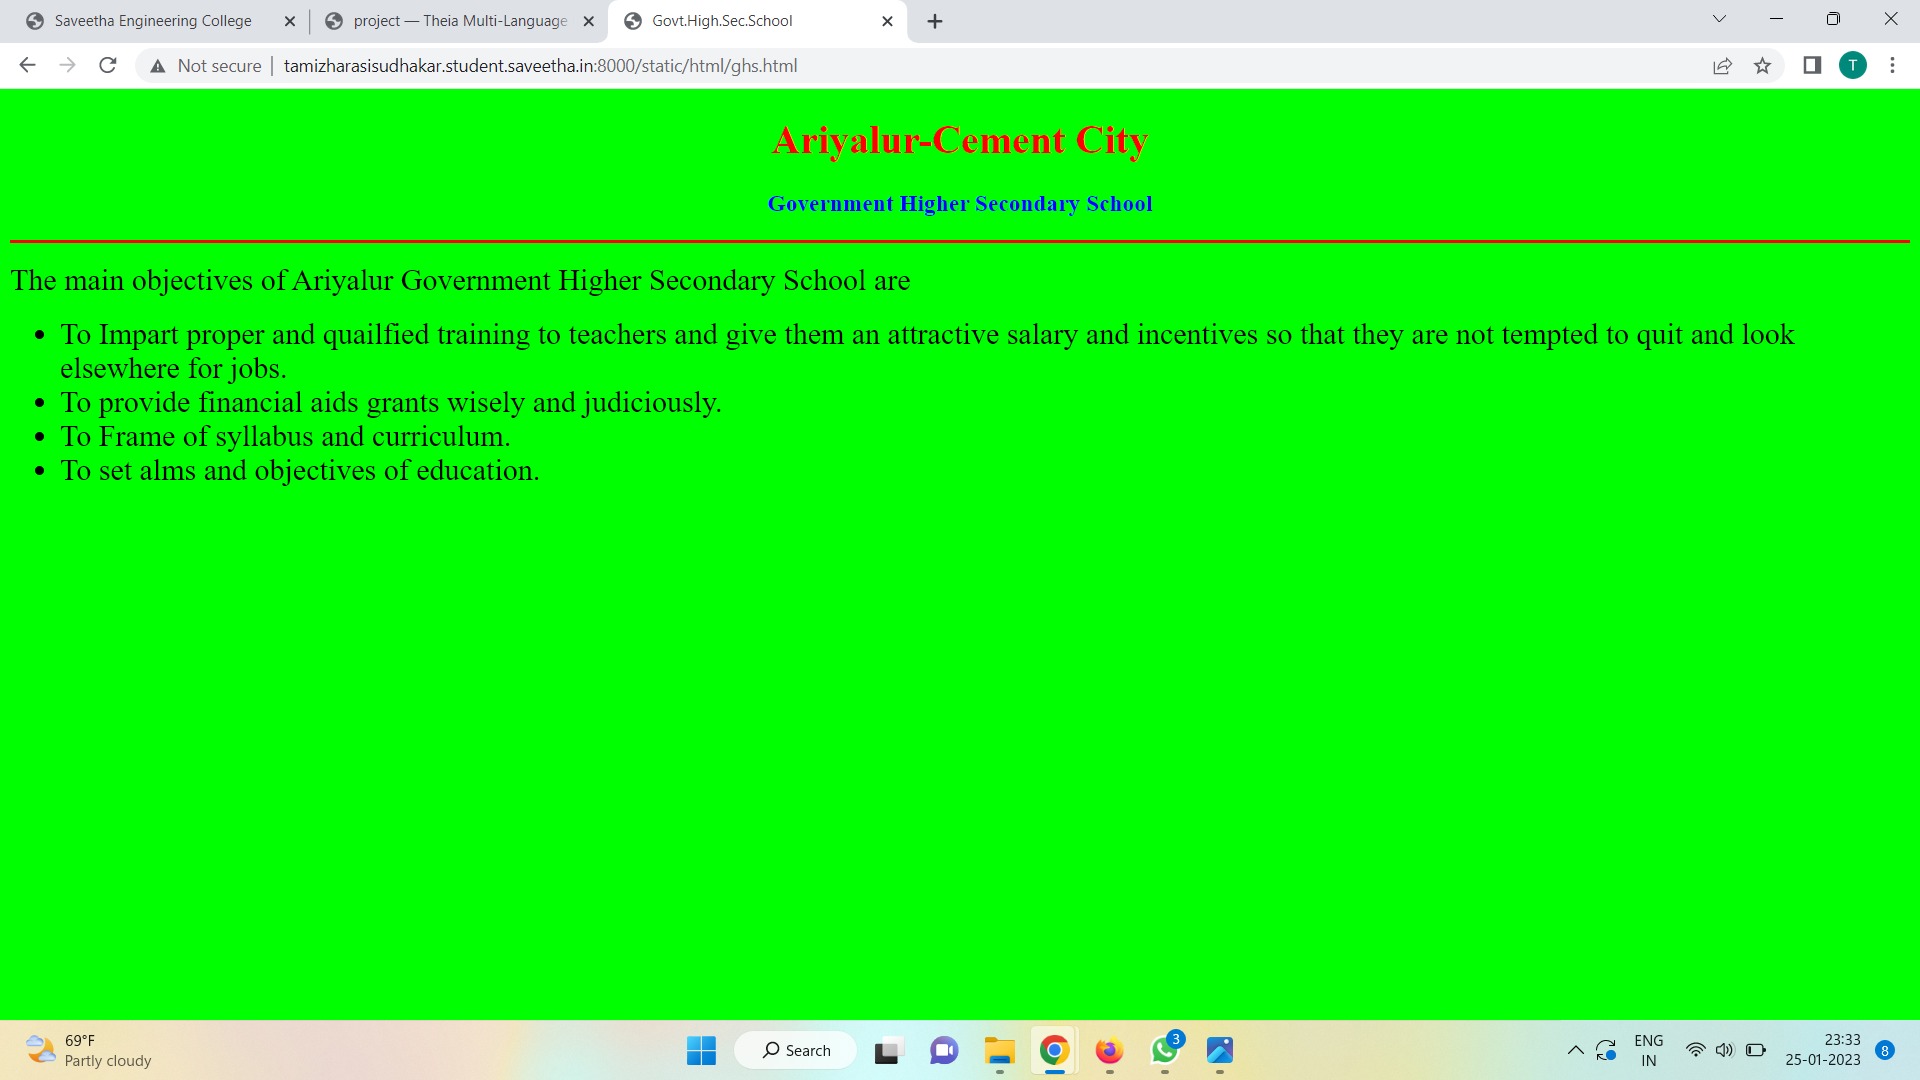 Saveetha Engineering College
project — Theia Multi-Language
Govt.High.Sec.School
Not secure
tamizharasisudhakar.student.saveetha.in:8000/static/html/ghs.html
T
Ariyalur-Cement City
Government Higher Secondary School
The main objectives of Ariyalur Government Higher Secondary School are
• To Impart proper and quailfied training to teachers and give them an attractive salary and incentives so that they are not tempted to quit and look
elsewhere for jobs.
• To provide financial aids grants wisely and judiciously.
• To Frame of syllabus and curriculum.
• To set alms and objectives of education.
69°F
Partly cloudy
Search
3
ENG
IN
23:33
25-01-2023
8